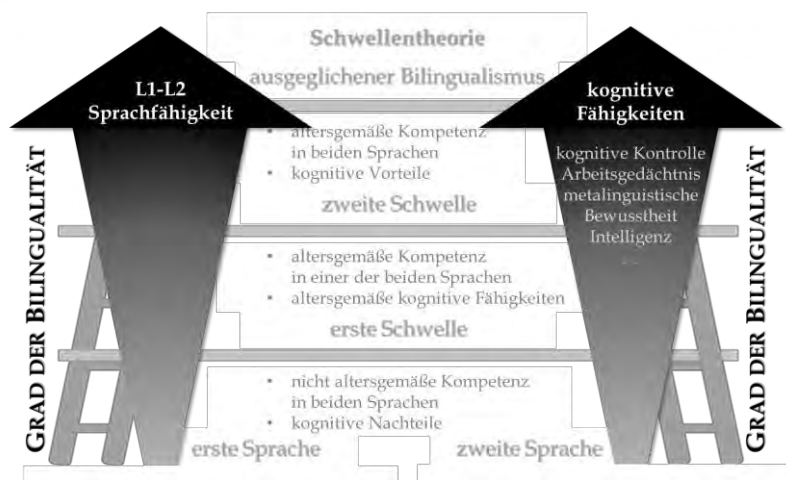 Schwellentheorie
ausgeglichener Bilingualismus
L1-L2
Sprachfähigkeit
kognitive
Fähigkeiten
• altersgemäße Kompetenz
in beiden Sprachen
• kognitive Vorteile
kognitive Kontrolle
Arbeitsgedächtnis
metalinguistische
Bewusstheit
Intelligenz
...
zweite Schwelle
• altersgemäße Kompetenz
in einer der beiden Sprachen
• altersgemäße kognitive Fähigkeiten
erste Schwelle
• nicht altersgemäße Kompetenz
in beiden Sprachen
• kognitive Nachteile
erste Sprache
zweite Sprache
GRAD DER BILINGUALITÄT
GRAD DER BILINGUALITÄT